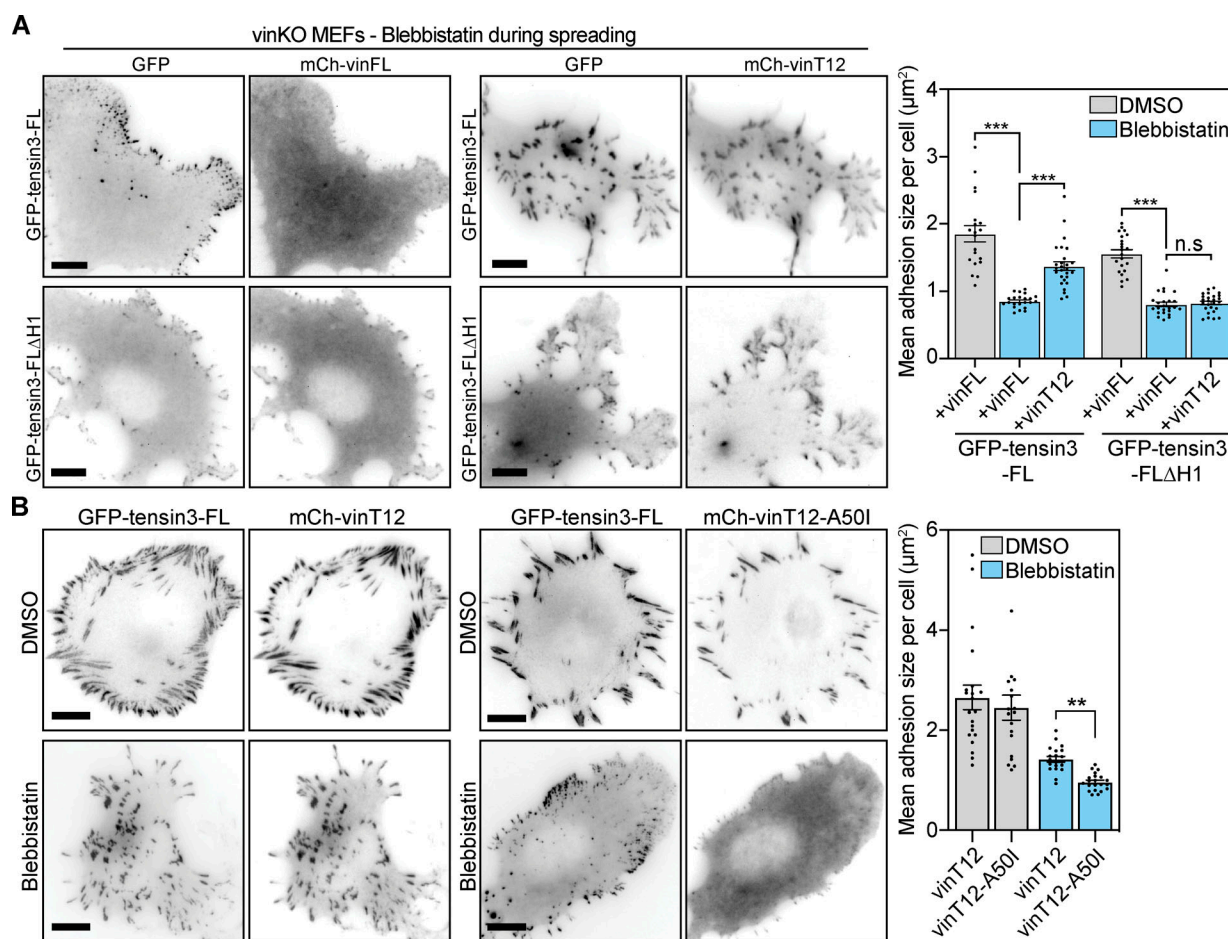 A
vinKO MEFs - Blebbistatin during spreading
GFP mCh-vinFL GFP mCh-vinT12
GFP-tensin3-FL
GFP-tensin3-FL
GFP-tensin3-FLΔH1
GFP-tensin3-FLΔH1
Mean adhesion size per cell (µm²)
4
3
2
1
0
DMSO
Blebbistatin
***
***
***
n.s
+vinFL
+vinFL
+vinT12
+vinFL
+vinFL
+vinT12
GFP-tensin3
-FL
GFP-tensin3
-FLΔH1
B
GFP-tensin3-FL mCh-vinT12 GFP-tensin3-FL mCh-vinT12-A50I
DMSO
DMSO
Blebbistatin
Blebbistatin
Mean adhesion size per cell (µm²)
6
4
2
0
DMSO
Blebbistatin
**
vinT12
vinT12-A50I
vinT12
vinT12-A50I